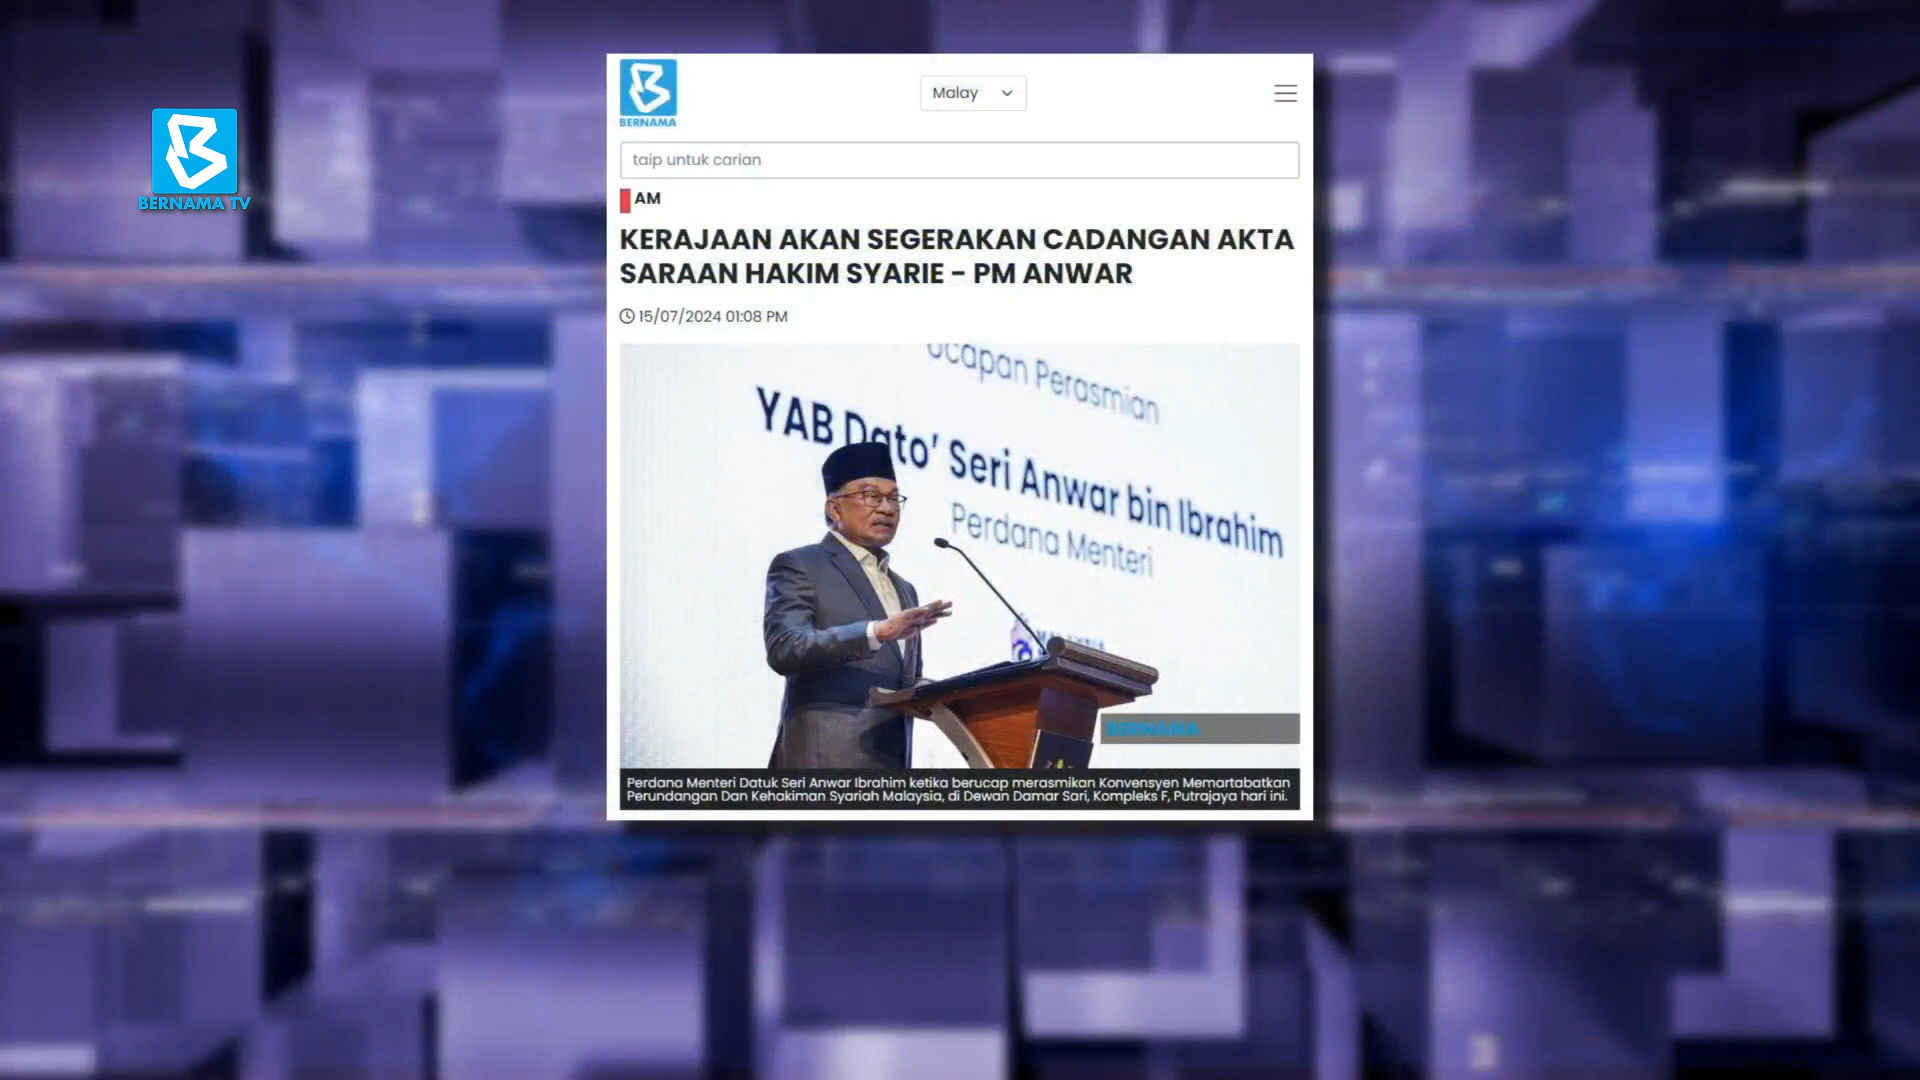 BERNAMA TV
BERNAMA
Malay
taip untuk carian
AM
KERAJAAN AKAN SEGERAKAN CADANGAN AKTA
SARAAN HAKIM SYARIE - PM ANWAR
15/07/2024 01:08 PM
Ucapan Perasmian
YAB Dato' Seri Anwar bin Ibrahim
Perdana Menteri
BERNAMA
Perdana Menteri Datuk Seri Anwar Ibrahim ketika berucap merasmikan Konvensyen Memartabatkan
Perundangan Dan Kehakiman Syariah Malaysia, di Dewan Damar Sari, Kompleks F, Putrajaya hari ini.